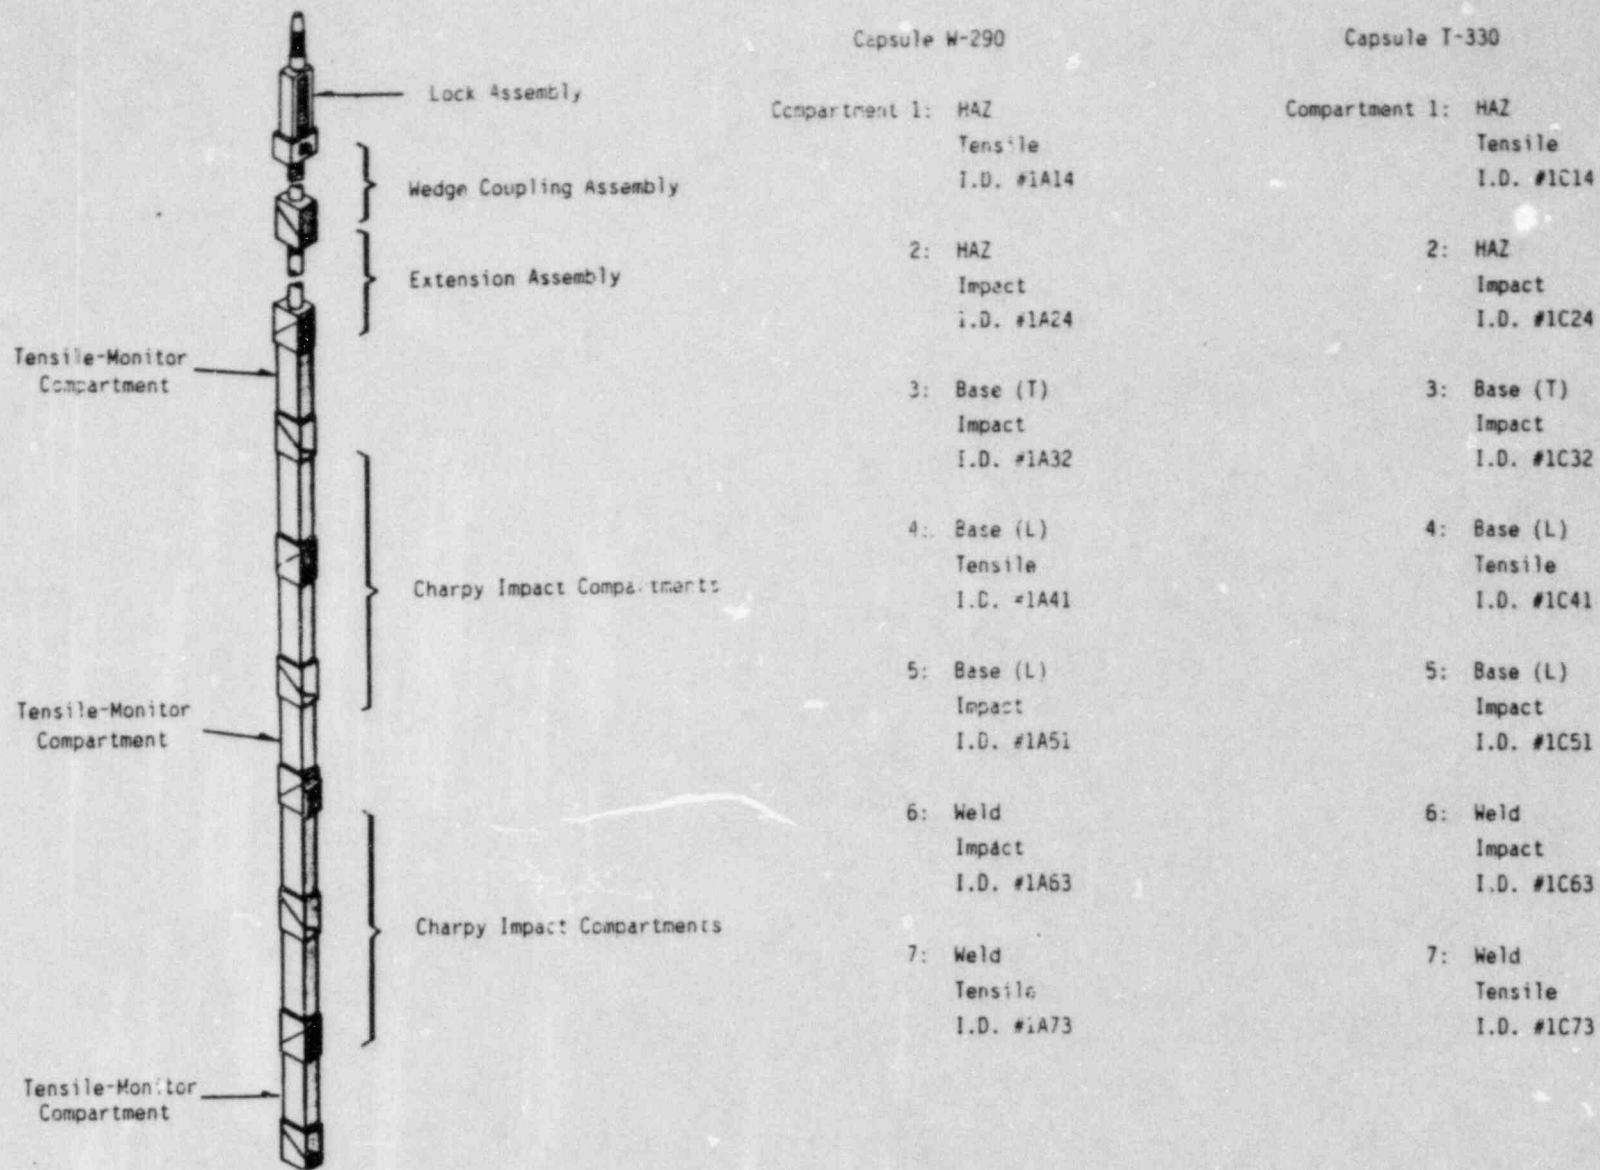 Lock Assembly
Wedge Coupling Assembly
Extension Assembly
Tensile-Monitor
Compartment
Charpy Impact Compartments
Tensile-Monitor
Compartment
Charpy Impact Compartments
Tensile-Monitor
Compartment
Capsule W-290
Compartment 1: HAZ
Tensile
I.D. #1A14
2: HAZ
Impact
I.D. #1A24
3: Base (T)
Impact
I.D. #1A32
4: Base (L)
Tensile
I.D. #1A41
5: Base (L)
Impact
I.D. #1A51
6: Weld
Impact
I.D. #1A63
7: Weld
Tensile
I.D. #1A73
Capsule T-330
Compartment 1: HAZ
Tensile
I.D. #1C14
2: HAZ
Impact
I.D. #1C24
3: Base (T)
Impact
I.D. #1C32
4: Base (L)
Tensile
I.D. #1C41
5: Base (L)
Impact
I.D. #1C51
6: Weld
Impact
I.D. #1C63
7: Weld
Tensile
I.D. #1C73